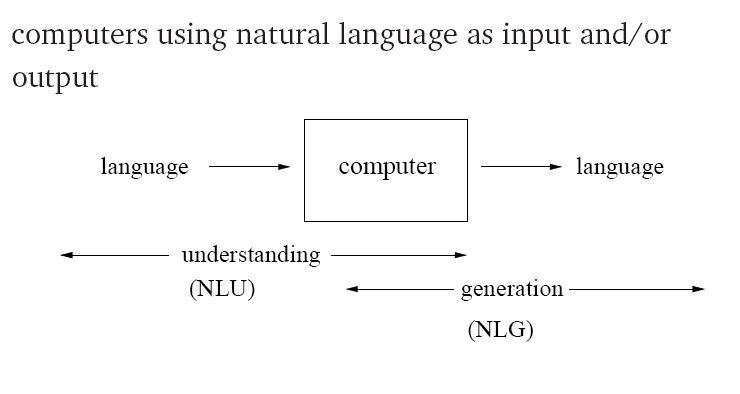 computers using natural language as input and/or
output
language computer language
understanding
(NLU)
generation
(NLG)